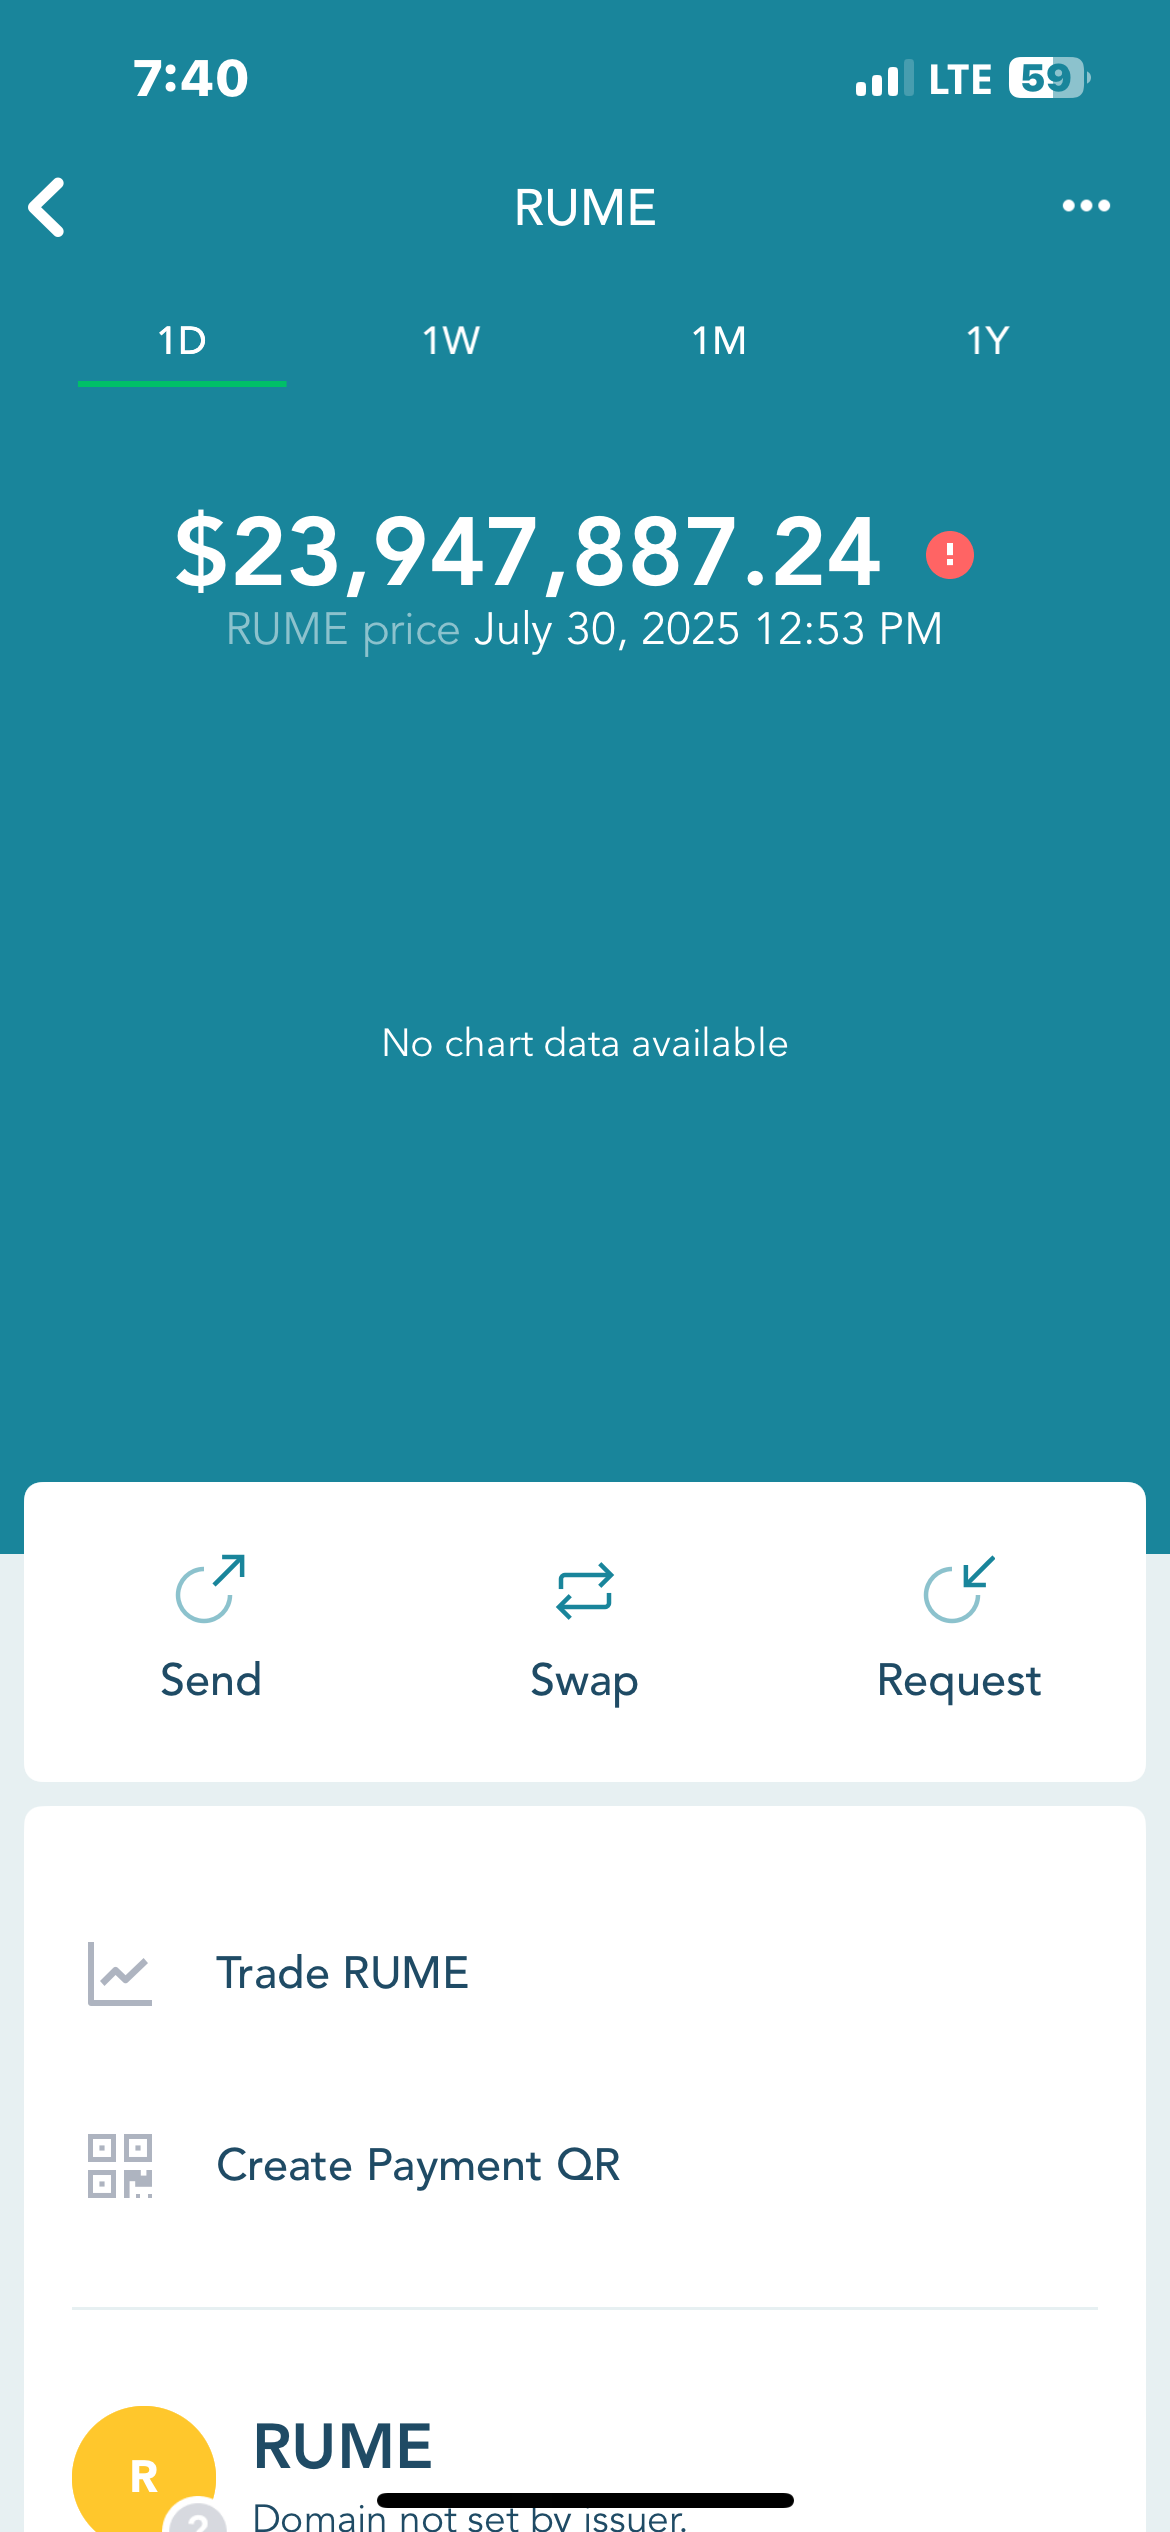 7:40 LTE 59
RUME
1D 1W 1M 1Y
$23,947,887.24 !
RUME price July 30, 2025 12:53 PM
No chart data available
Send Swap Request
Trade RUME
Create Payment QR
R
RUME
?
Domain not set by issuer.